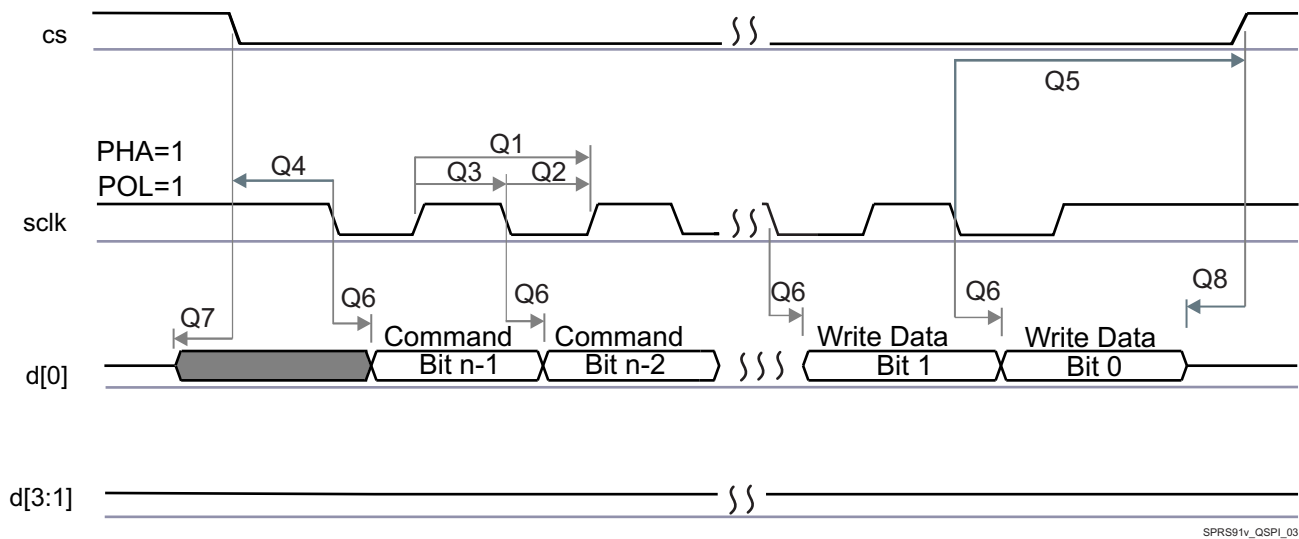 cs
Q5
PHA=1
POL=1
Q4
Q1
Q3
Q2
sclk
Q7
Q6
Q6
Q6
Q6
Q8
d[0]
Command
Bit n-1
Command
Bit n-2
Write Data
Bit 1
Write Data
Bit 0
d[3:1]
SPRS91v_QSPI_03